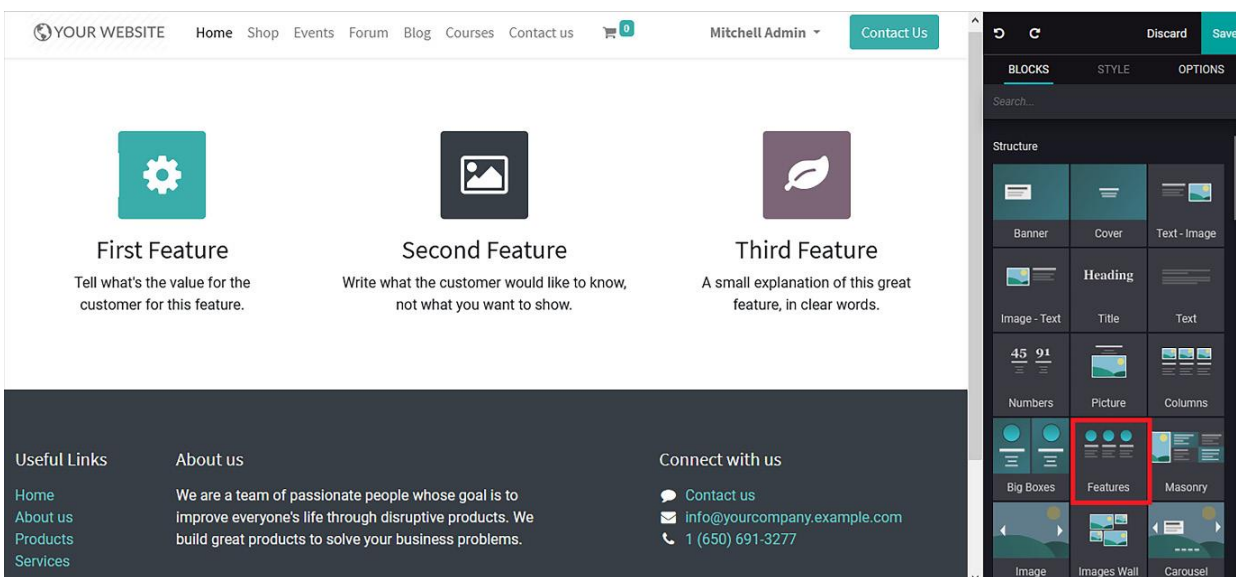 YOUR WEBSITE Home Shop Events Forum Blog Courses Contact us 0 Mitchell Admin Contact Us
First Feature
Tell what's the value for the
customer for this feature.
Second Feature
Write what the customer would like to know,
not what you want to show.
Third Feature
A small explanation of this great
feature, in clear words.
Useful Links
Home
About us
Products
Services
About us
We are a team of passionate people whose goal is to
improve everyone's life through disruptive products. We
build great products to solve your business problems.
Connect with us
Contact us
info@yourcompany.example.com
1 (650) 691-3277
Discard Save
BLOCKS STYLE OPTIONS
Search...
Structure
Banner Cover Text - Image
Heading
Image - Text Title Text
45 91
Numbers Picture Columns
Big Boxes Features Masonry
Image Images Wall Carousel